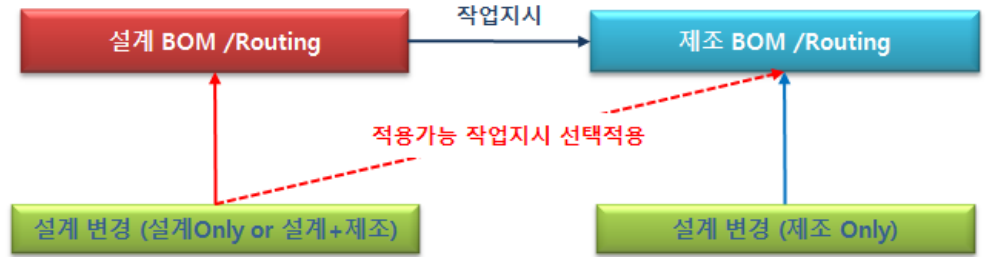 작업지시
설계 BOM /Routing
제조 BOM /Routing
적용가능 작업지시 선택적용
설계 변경 (설계Only or 설계+제조)
설계 변경 (제조 Only)